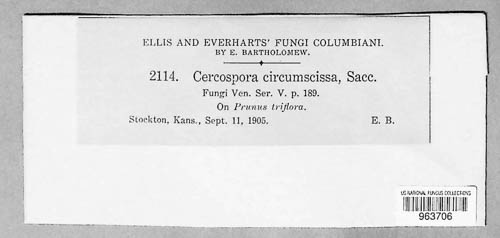 ELLIS AND EVERHARTS' FUNGI COLUMBIANI.
BY E. BARTHOLOMEW.
2114. Cercospora circumscissa, Sacc.
Fungi Ven. Ser. V. p. 189.
On Prunus triflora.
Stockton, Kans., Sept. 11, 1905. E. B.
US NATIONAL FUNGUS COLLECTIONS
963706